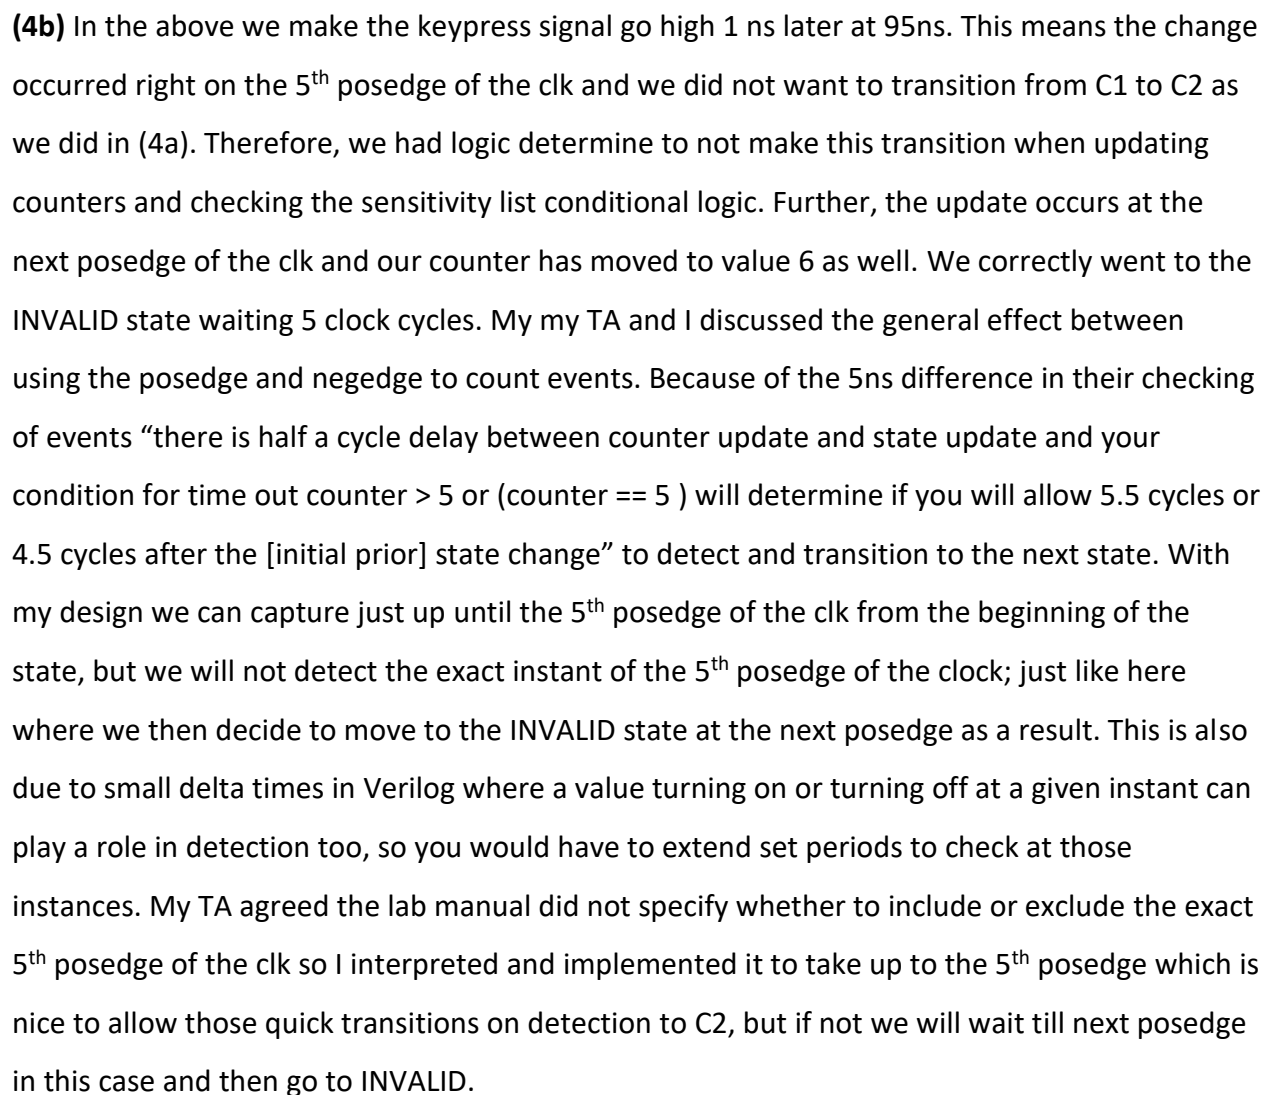 (4b) In the above we make the keypress signal go high 1 ns later at 95ns. This means the change
occurred right on the 5th posedge of the clk and we did not want to transition from C1 to C2 as
we did in (4a). Therefore, we had logic determine to not make this transition when updating
counters and checking the sensitivity list conditional logic. Further, the update occurs at the
next posedge of the clk and our counter has moved to value 6 as well. We correctly went to the
INVALID state waiting 5 clock cycles. My my TA and I discussed the general effect between
using the posedge and negedge to count events. Because of the 5ns difference in their checking
of events “there is half a cycle delay between counter update and state update and your
condition for time out counter > 5 or (counter == 5 ) will determine if you will allow 5.5 cycles or
4.5 cycles after the [initial prior] state change” to detect and transition to the next state. With
my design we can capture just up until the 5th posedge of the clk from the beginning of the
state, but we will not detect the exact instant of the 5th posedge of the clock; just like here
where we then decide to move to the INVALID state at the next posedge as a result. This is also
due to small delta times in Verilog where a value turning on or turning off at a given instant can
play a role in detection too, so you would have to extend set periods to check at those
instances. My TA agreed the lab manual did not specify whether to include or exclude the exact
5th posedge of the clk so I interpreted and implemented it to take up to the 5th posedge which is
nice to allow those quick transitions on detection to C2, but if not we will wait till next posedge
in this case and then go to INVALID.